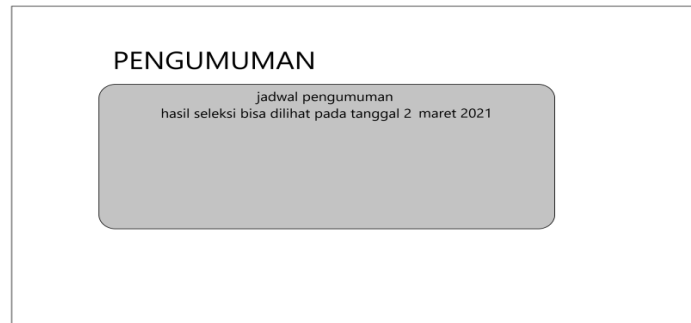 PENGUMUMAN
jadwal pengumuman
hasil seleksi bisa dilihat pada tanggal 2 maret 2021